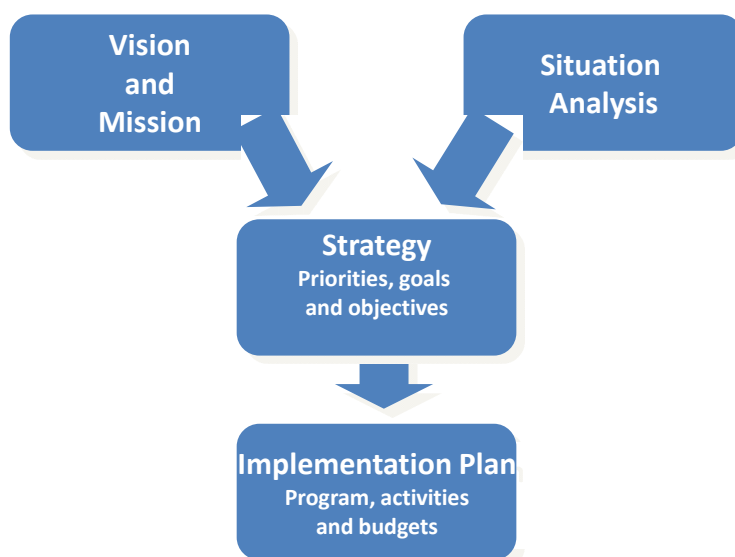 Vision
and
Mission
Situation
Analysis
Strategy
Priorities, goals
and objectives
Implementation Plan
Program, activities
and budgets